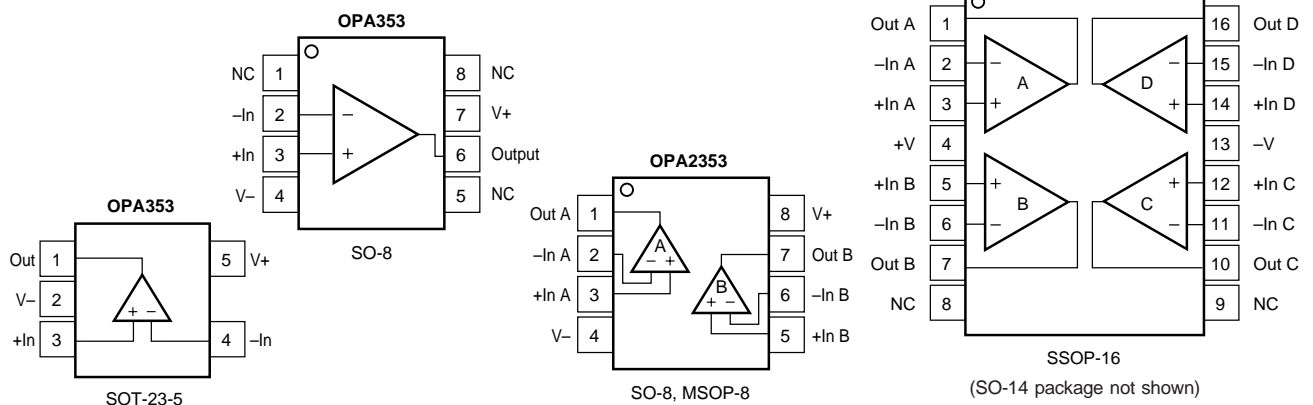 OPA353
NC 1
–In 2
+In 3
V– 4
8 NC
7 V+
6 Output
5 NC
– +
SO-8
OPA353
Out 1
V– 2
+In 3
5 V+
4 –In
+ –
SOT-23-5
OPA2353
Out A 1
–In A 2
+In A 3
V– 4
8 V+
7 Out B
6 –In B
5 +In B
A
– +
B
+ –
SO-8, MSOP-8
Out A 1
–In A 2
+In A 3
+V 4
+In B 5
–In B 6
Out B 7
NC 8
16 Out D
15 –In D
14 +In D
13 –V
12 +In C
11 –In C
10 Out C
9 NC
– A +
– D +
+ B –
+ C –
SSOP-16
(SO-14 package not shown)